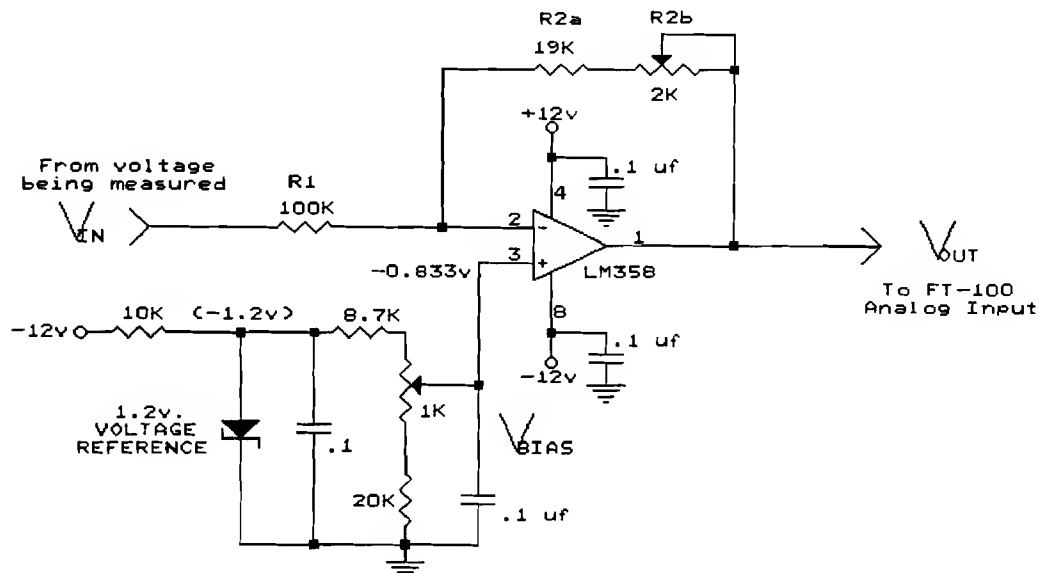 R2a
R2b
19K
2K
+12v
From voltage
being measured
R1
.1 uf
4
VIN
100K
2
-
3
+
1
-0.833v
LM358
VOUT
To FT-100
Analog Input
10K
(-1.2v)
8.7K
8
-12v
.1 uf
-12v
1K
1.2v.
VOLTAGE
REFERENCE
.1
VBIAS
20K
.1 uf